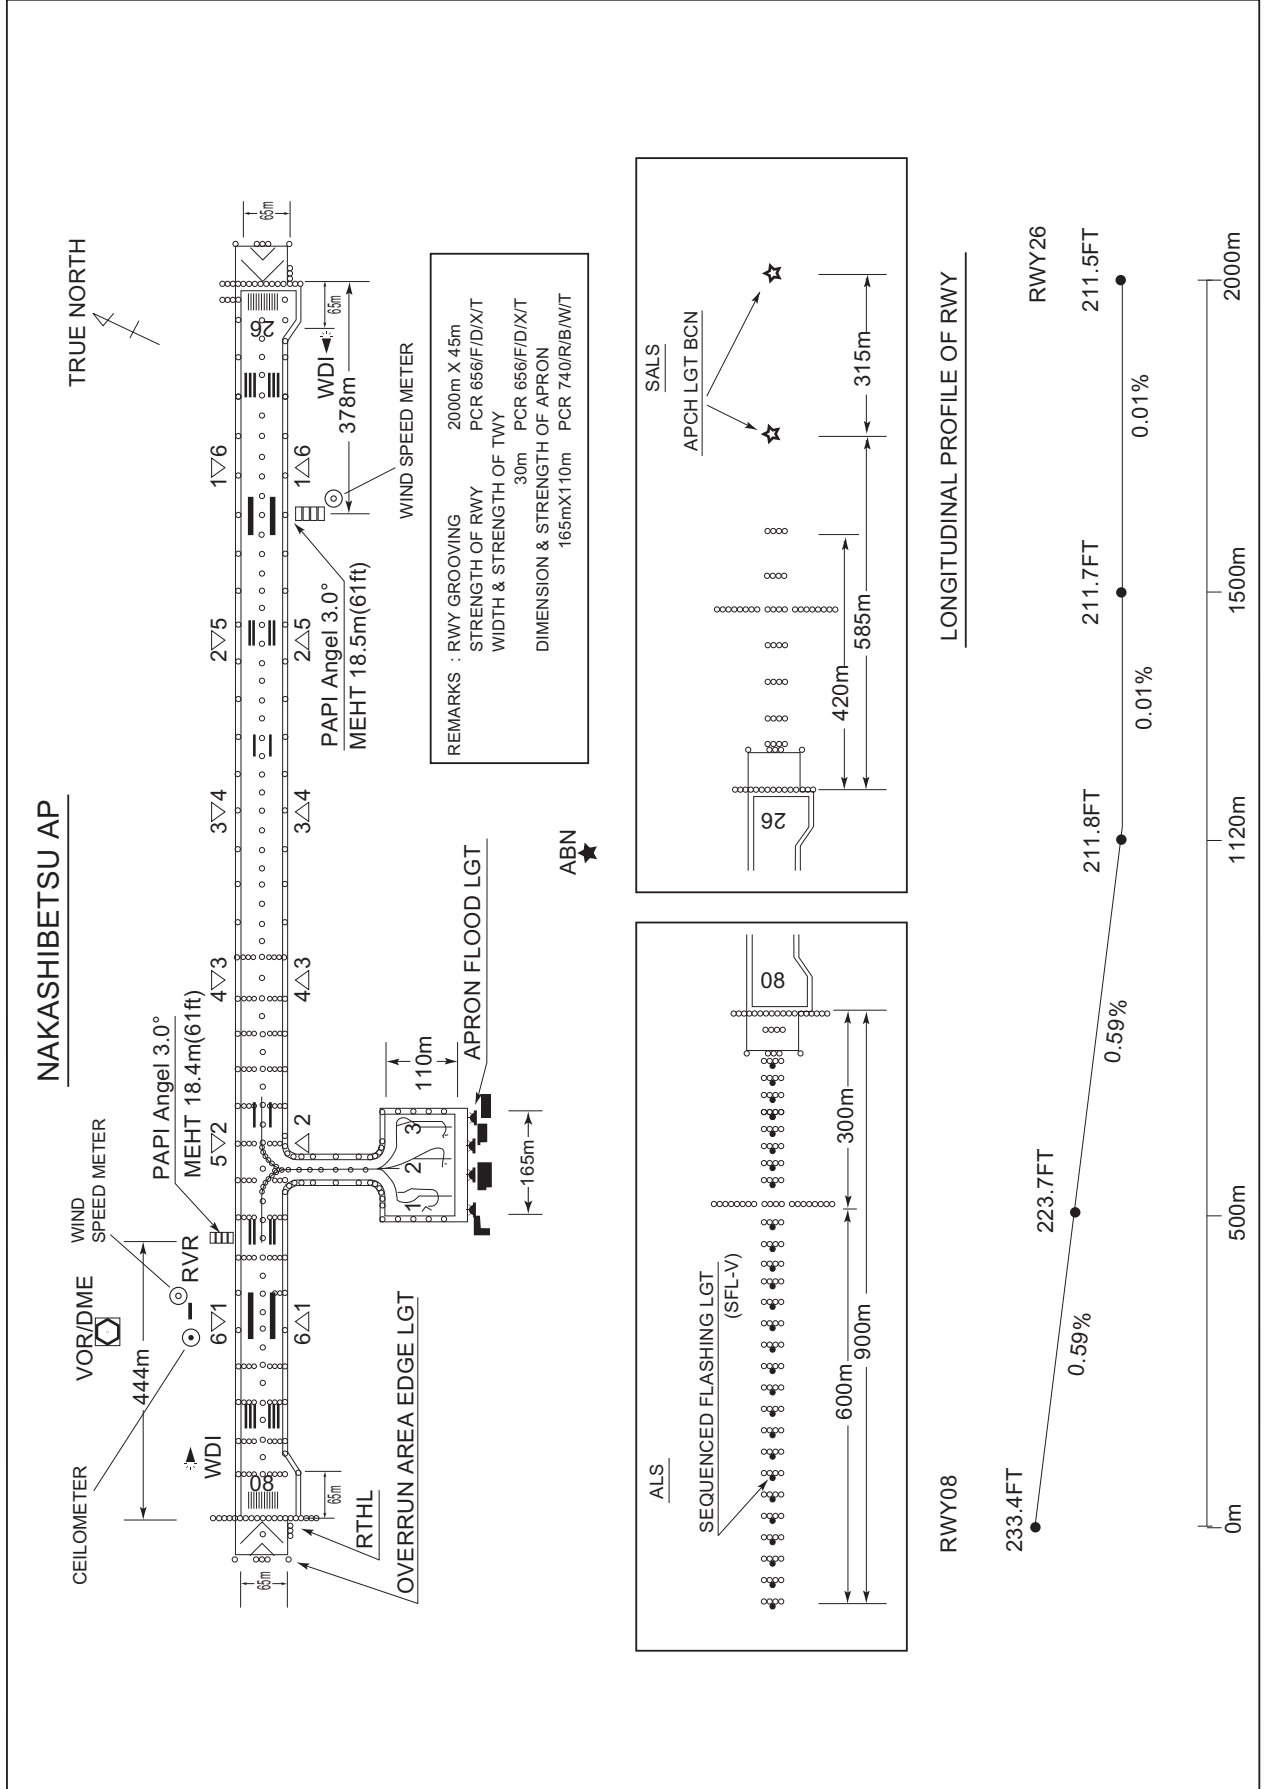 NAKASHIBETSU AP
TRUE NORTH
CEILOMETER
VOR/DME
WIND
SPEED METER
PAPI Angel 3.0°
MEHT 18.4m(61ft)
444m
RVR
WDI
6 1
5 2
4 3
3 4
2 5
1 6
08
26
65m
65m
65m
65m
6 1
2
4 3
3 4
2 5
1 6
WDI
378m
RTHL
OVERRUN AREA EDGE LGT
1
2
3
110m
165m
APRON FLOOD LGT
ABN
PAPI Angel 3.0°
MEHT 18.5m(61ft)
WIND SPEED METER
REMARKS : RWY GROOVING 2000m X 45m
STRENGTH OF RWY PCR 656/F/D/X/T
WIDTH & STRENGTH OF TWY
30m PCR 656/F/D/X/T
DIMENSION & STRENGTH OF APRON
165mX110m PCR 740/R/B/W/T
ALS
SEQUENCED FLASHING LGT
(SFL-V)
08
600m
300m
900m
SALS
APCH LGT BCN
26
420m
585m
315m
LONGITUDINAL PROFILE OF RWY
RWY08
RWY26
233.4FT
223.7FT
211.8FT
211.7FT
211.5FT
0.59%
0.59%
0.01%
0.01%
0m
500m
1120m
1500m
2000m